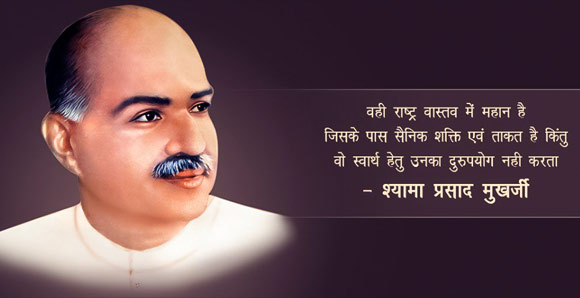 वही राष्ट्र वास्तव में महान है
जिसके पास सैनिक शक्ति एवं ताकत है किंतु
वो स्वार्थ हेतु उनका दुरुपयोग नही करता
- श्यामा प्रसाद मुखर्जी